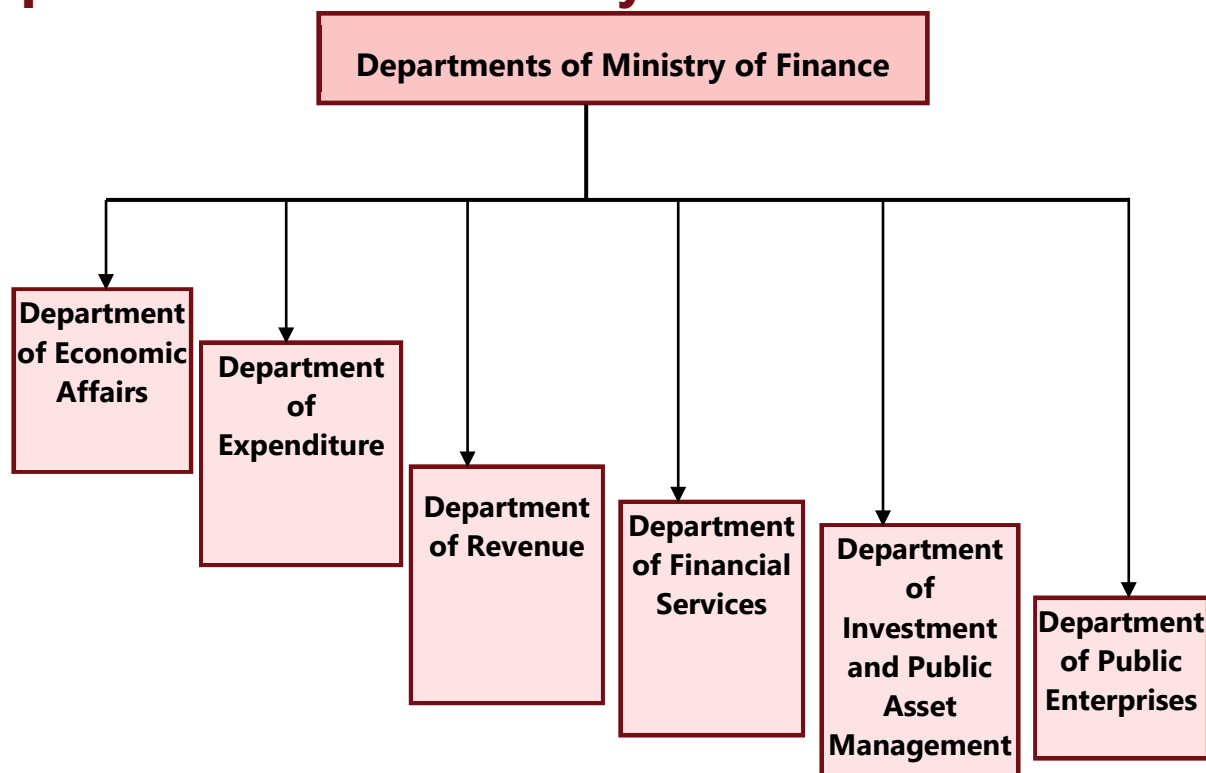 Departments of Ministry of Finance
Department
of Economic
Affairs
Department
of
Expenditure
Department
of Revenue
Department
of Financial
Services
Department
of
Investment
and Public
Asset
Management
Department
of Public
Enterprises